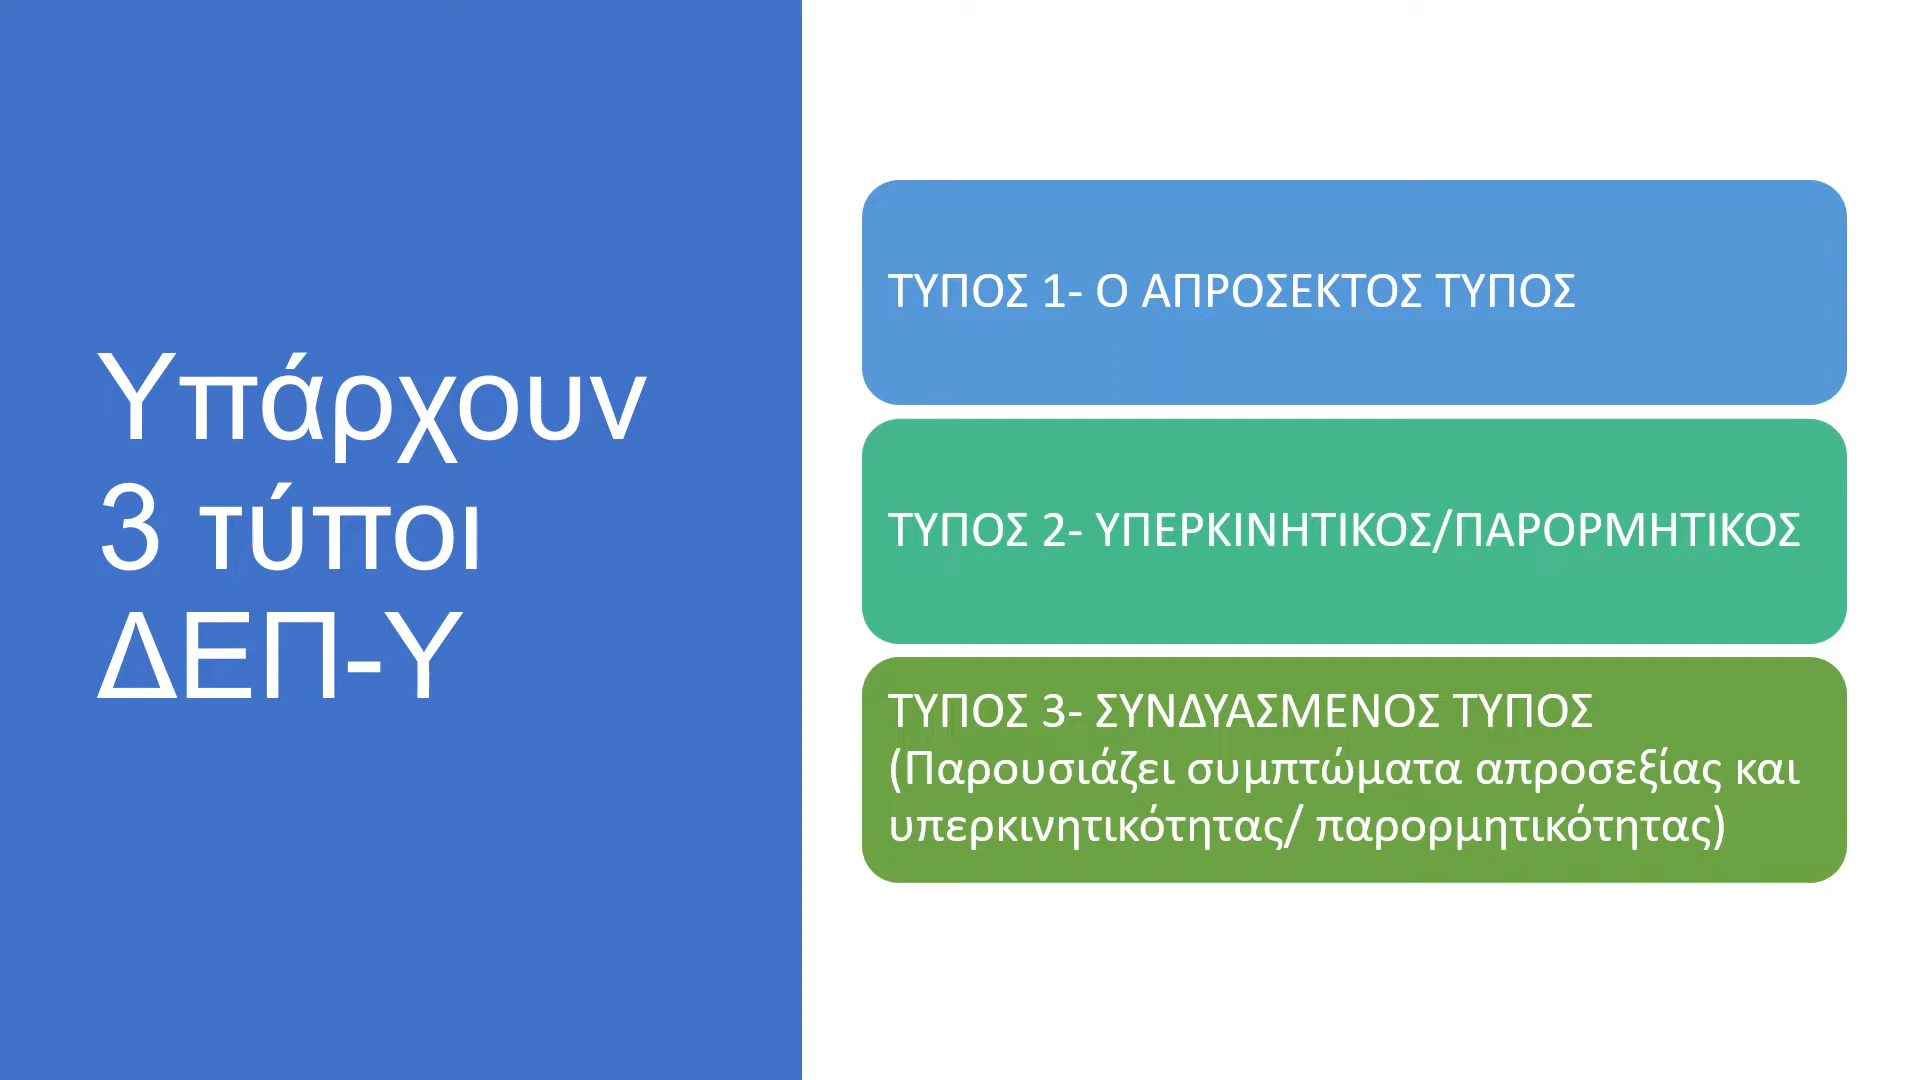 Υπάρχουν
3 τύποι
ΔΕΠ-Υ
ΤΥΠΟΣ 1- Ο ΑΠΡΟΣΕΚΤΟΣ ΤΥΠΟΣ
ΤΥΠΟΣ 2- ΥΠΕΡΚΙΝΗΤΙΚΟΣ/ΠΑΡΟΡΜΗΤΙΚΟΣ
ΤΥΠΟΣ 3- ΣΥΝΔΥΑΣΜΕΝΟΣ ΤΥΠΟΣ
(Παρουσιάζει συμπτώματα απροσεξίας και
υπερκινητικότητας/ παρορμητικότητας)